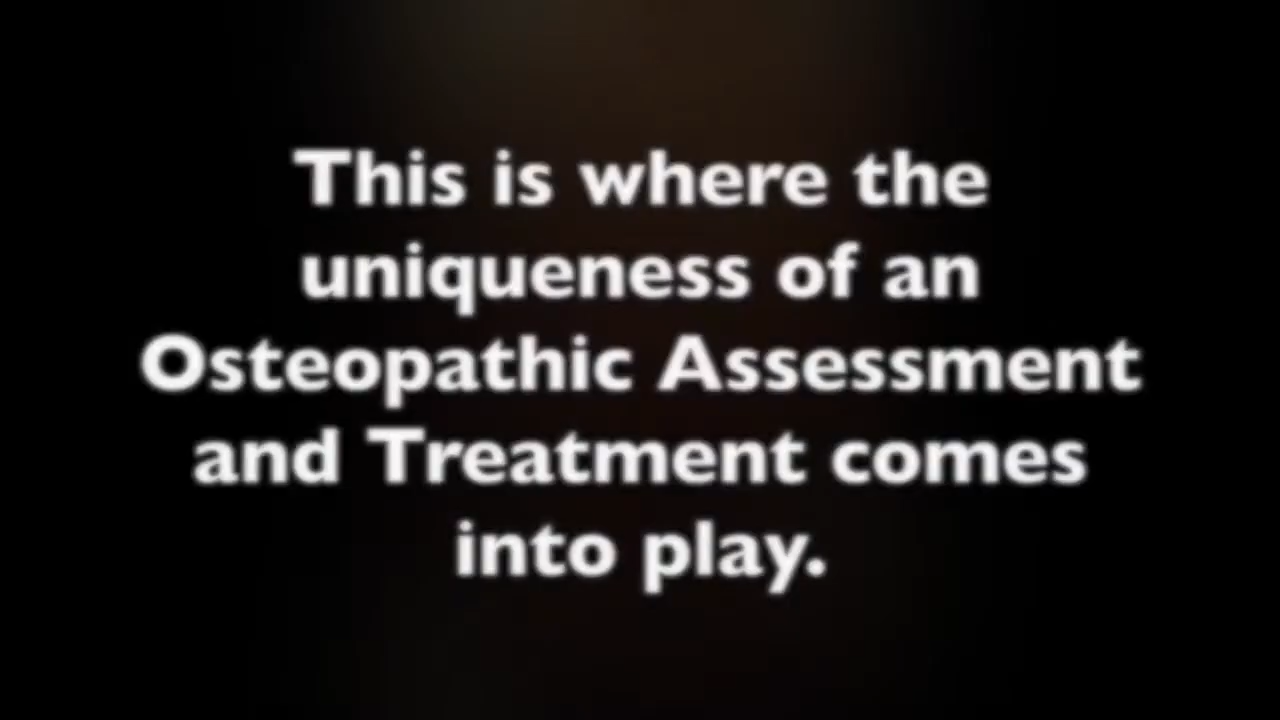 This is where the
uniqueness of an
Osteopathic Assessment
and Treatment comes
into play.